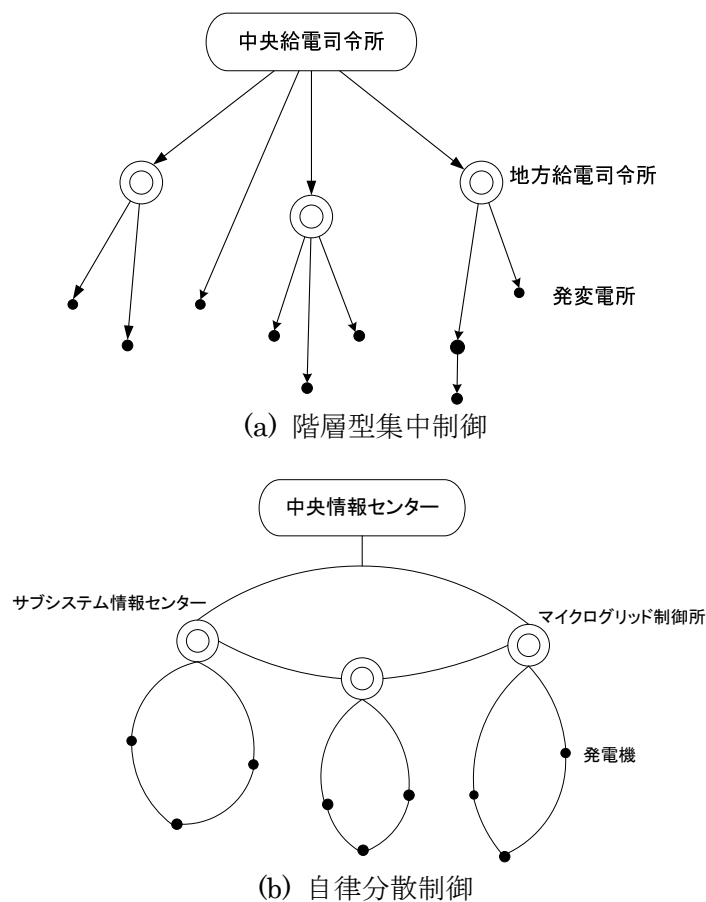 中央給電司令所
地方給電司令所
発変電所
(a) 階層型集中制御
中央情報センター
サブシステム情報センター
マイクログリッド制御所
発電機
(b) 自律分散制御